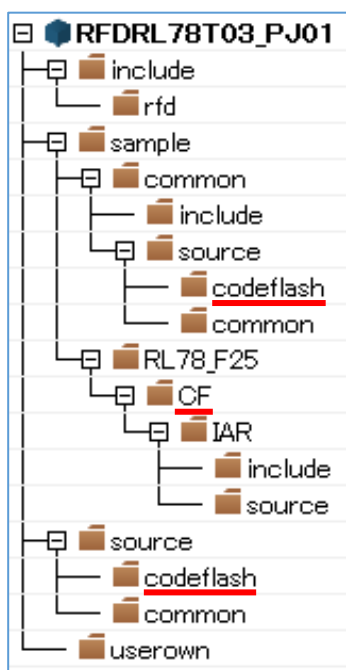 RFDRL78T03_PJ01
include
rfd
sample
common
include
source
codeflash
common
RL78_F25
CF
IAR
include
source
source
codeflash
common
userown